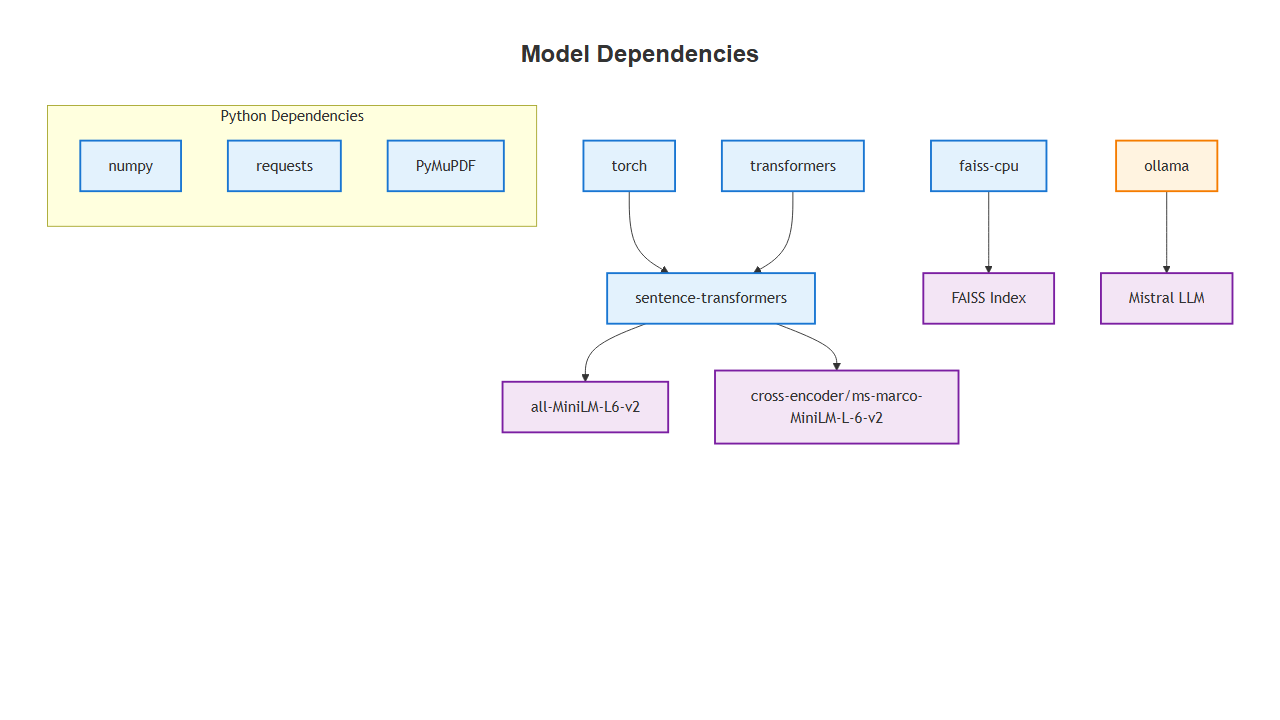 Model Dependencies
Python Dependencies
numpy
requests
PyMuPDF
torch
transformers
faiss-cpu
ollama
sentence-transformers
FAISS Index
Mistral LLM
all-MiniLM-L6-v2
cross-encoder/ms-marco-
MiniLM-L-6-v2